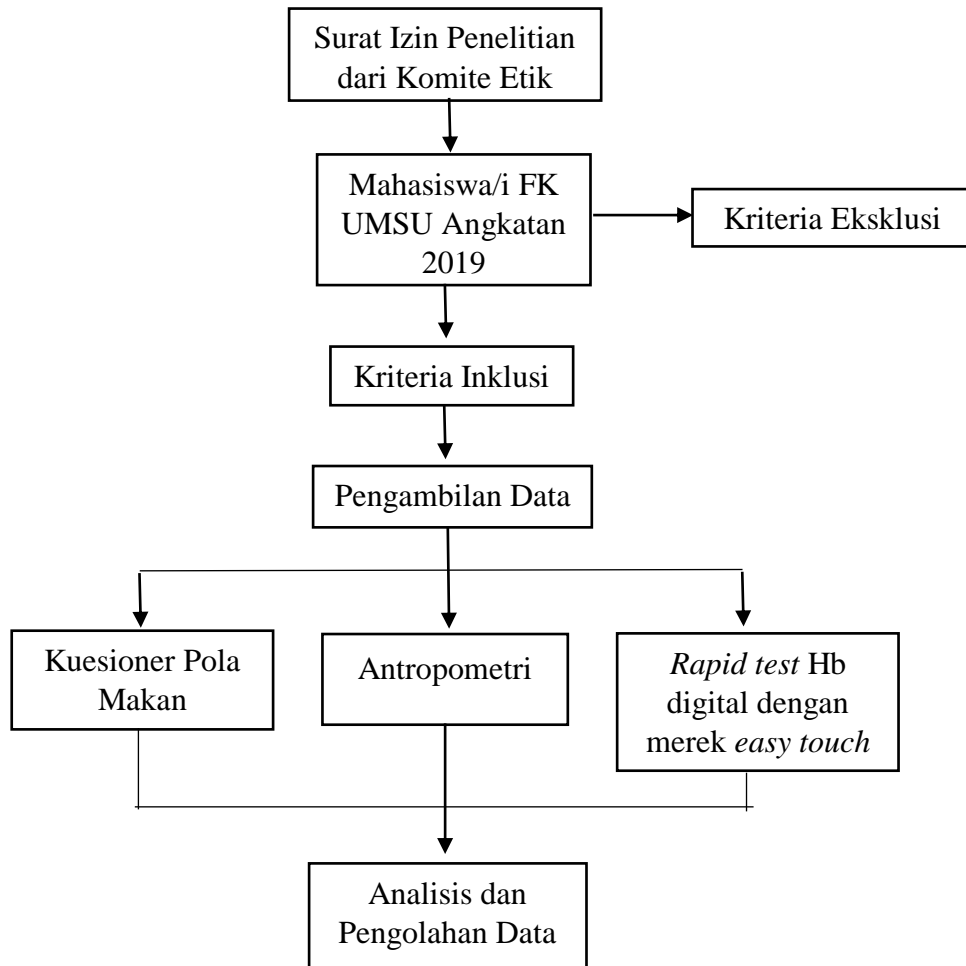 Surat Izin Penelitian
dari Komite Etik
Mahasiswa/i FK
UMSU Angkatan
2019
Kriteria Eksklusi
Kriteria Inklusi
Pengambilan Data
Kuesioner Pola
Makan
Antropometri
Rapid test Hb
digital dengan
merek easy touch
Analisis dan
Pengolahan Data